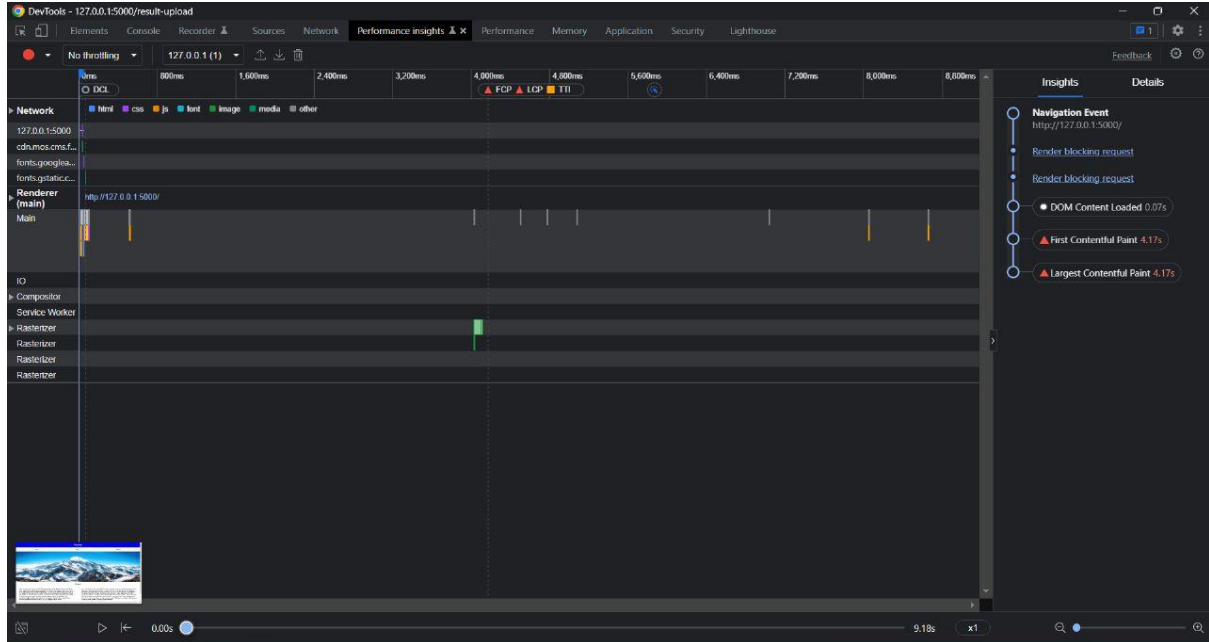 DevTools - 127.0.0.1:5000/result-upload
Elements Console Recorder Sources Network Performance insights × Performance Memory Application Security Lighthouse 1
No throttling 127.0.0.1 (1) Feedback
0ms 800ms 1,600ms 2,400ms 3,200ms 4,000ms 4,800ms 5,600ms 6,400ms 7,200ms 8,000ms 8,800ms
DCL FCP LCP TTI
Insights Details
Network html css js font image media other
127.0.0.1:5000
cdn.mos.cms.f...
fonts.googlea...
fonts.gstatic.c...
Renderer
(main)
http://127.0.0.1:5000/
Main
IO
Compositor
Service Worker
Rasterizer
Rasterizer
Rasterizer
Rasterizer
Navigation Event
http://127.0.0.1:5000/
Render blocking request
Render blocking request
DOM Content Loaded 0.07s
First Contentful Paint 4.17s
Largest Contentful Paint 4.17s
0.00s 9.18s x1